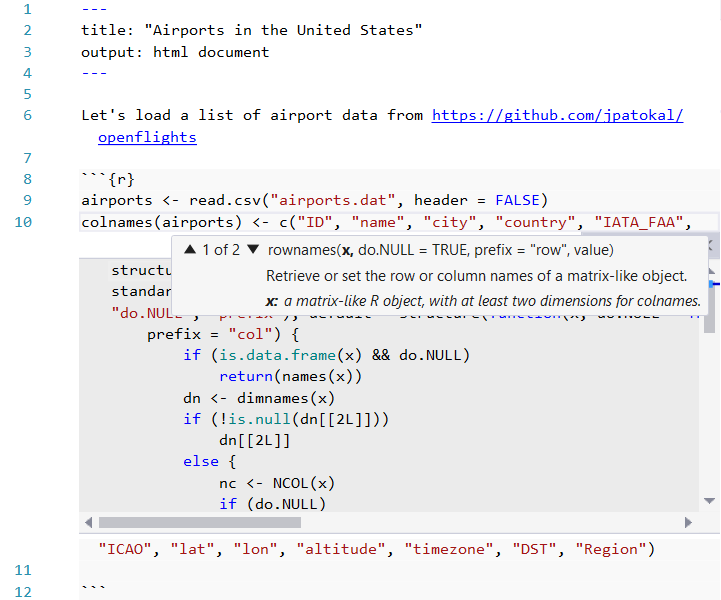 1 ---
2 title: "Airports in the United States"
3 output: html document
4 ---
5
6 Let's load a list of airport data from https://github.com/jpatokal/
openflights
7
8 ```{r}
9 airports <- read.csv("airports.dat", header = FALSE)
10 colnames(airports) <- c("ID", "name", "city", "country", "IATA_FAA",
▲ 1 of 2 ▼ rownames(x, do.NULL = TRUE, prefix = "row", value)
Retrieve or set the row or column names of a matrix-like object.
x: a matrix-like R object, with at least two dimensions for colnames.
structu
standar
"do.NULL", "prefix"), default = structure(function(x, do.NULL =
prefix = "col") {
if (is.data.frame(x) && do.NULL)
return(names(x))
dn <- dimnames(x)
if (!is.null(dn[[2L]]))
dn[[2L]]
else {
nc <- NCOL(x)
if (do.NULL)
"ICAO", "lat", "lon", "altitude", "timezone", "DST", "Region")
11
12 ```